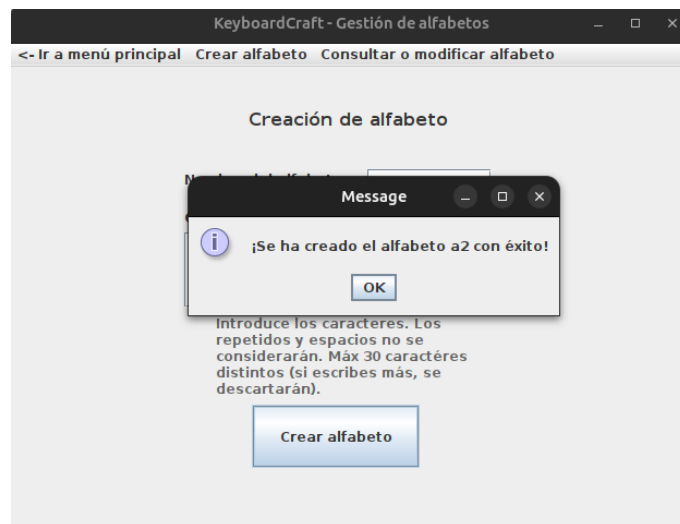 KeyboardCraft - Gestión de alfabetos
<- Ir a menú principal Crear alfabeto Consultar o modificar alfabeto
Creación de alfabeto
Message
¡Se ha creado el alfabeto a2 con éxito!
OK
Introduce los caracteres. Los
repetidos y espacios no se
considerarán. Máx 30 caractéres
distintos (si escribes más, se
descartarán).
Crear alfabeto